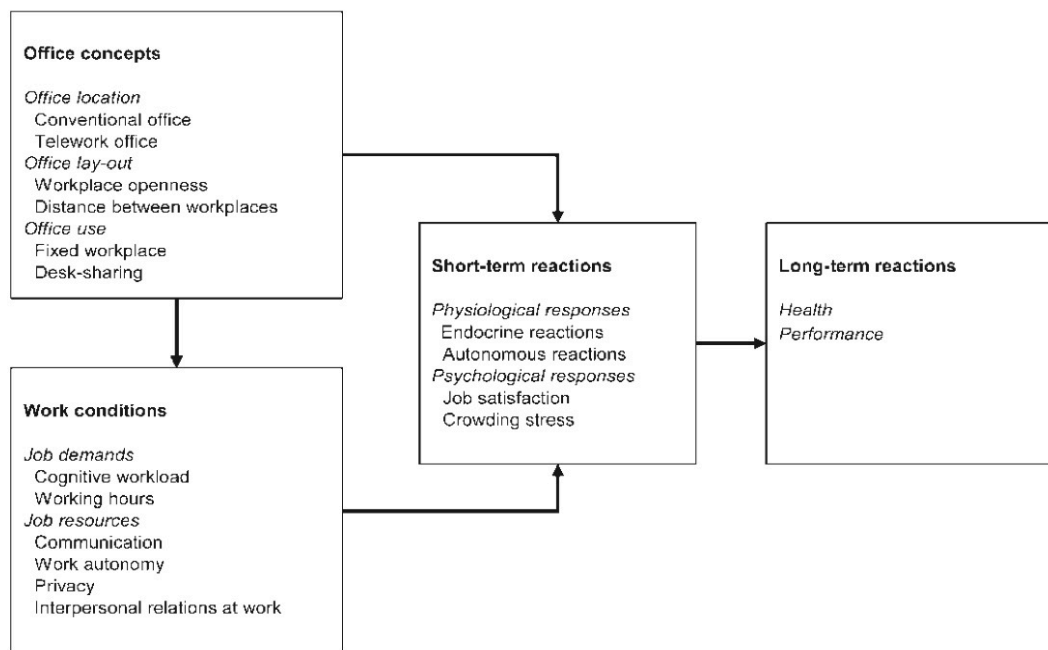 Office concepts
Office location
Conventional office
Telework office
Office lay-out
Workplace openness
Distance between workplaces
Office use
Fixed workplace
Desk-sharing
Work conditions
Job demands
Cognitive workload
Working hours
Job resources
Communication
Work autonomy
Privacy
Interpersonal relations at work
Short-term reactions
Physiological responses
Endocrine reactions
Autonomous reactions
Psychological responses
Job satisfaction
Crowding stress
Long-term reactions
Health
Performance